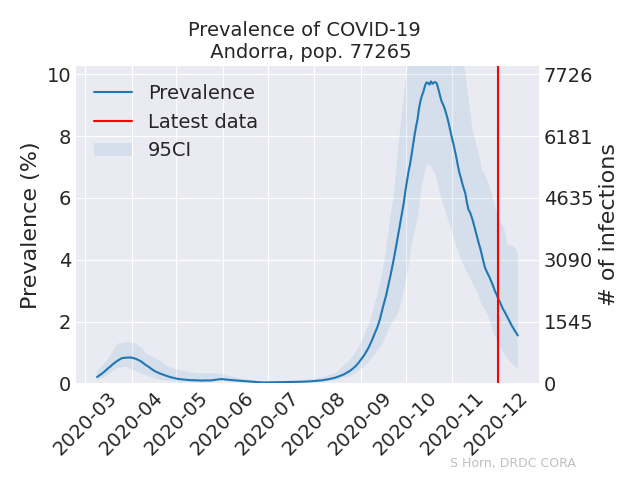 Prevalence of COVID-19
Andorra, pop. 77265
Prevalence (%)
10
8
6
4
2
0
Prevalence
Latest data
95CI
7726
6181
4635
3090
1545
0
# of infections
2020-03
2020-04
2020-05
2020-06
2020-07
2020-08
2020-09
2020-10
2020-11
2020-12
S Horn, DRDC CORA